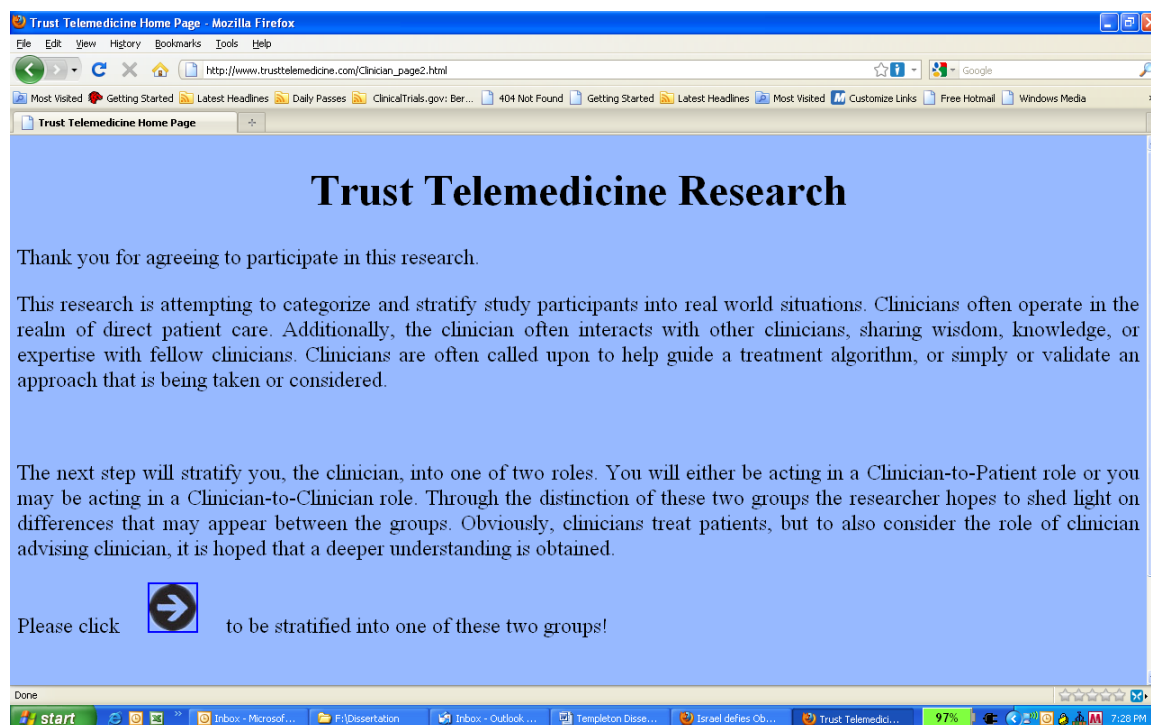 Trust Telemedicine Home Page - Mozilla Firefox
File Edit View History Bookmarks Tools Help
http://www.trusttelemedicine.com/Clinician_page2.html Google
Most Visited Getting Started Latest Headlines Daily Passes ClinicalTrials.gov: Ber... 404 Not Found Getting Started Latest Headlines Most Visited Customize Links Free Hotmail Windows Media
Trust Telemedicine Home Page
Trust Telemedicine Research
Thank you for agreeing to participate in this research.
This research is attempting to categorize and stratify study participants into real world situations. Clinicians often operate in the
realm of direct patient care. Additionally, the clinician often interacts with other clinicians, sharing wisdom, knowledge, or
expertise with fellow clinicians. Clinicians are often called upon to help guide a treatment algorithm, or simply or validate an
approach that is being taken or considered.
The next step will stratify you, the clinician, into one of two roles. You will either be acting in a Clinician-to-Patient role or you
may be acting in a Clinician-to-Clinician role. Through the distinction of these two groups the researcher hopes to shed light on
differences that may appear between the groups. Obviously, clinicians treat patients, but to also consider the role of clinician
advising clinician, it is hoped that a deeper understanding is obtained.
Please click to be stratified into one of these two groups!
Done
start Inbox - Microsof... F:\Dissertation Inbox - Outlook ... Templeton Disse... Israel defies Ob... Trust Telemedici... 97% 7:28 PM